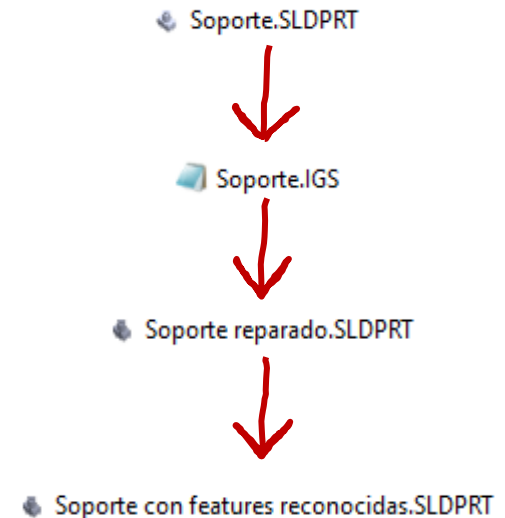 Soporte.SLDPRT
Soporte.IGS
Soporte reparado.SLDPRT
Soporte con features reconocidas.SLDPRT